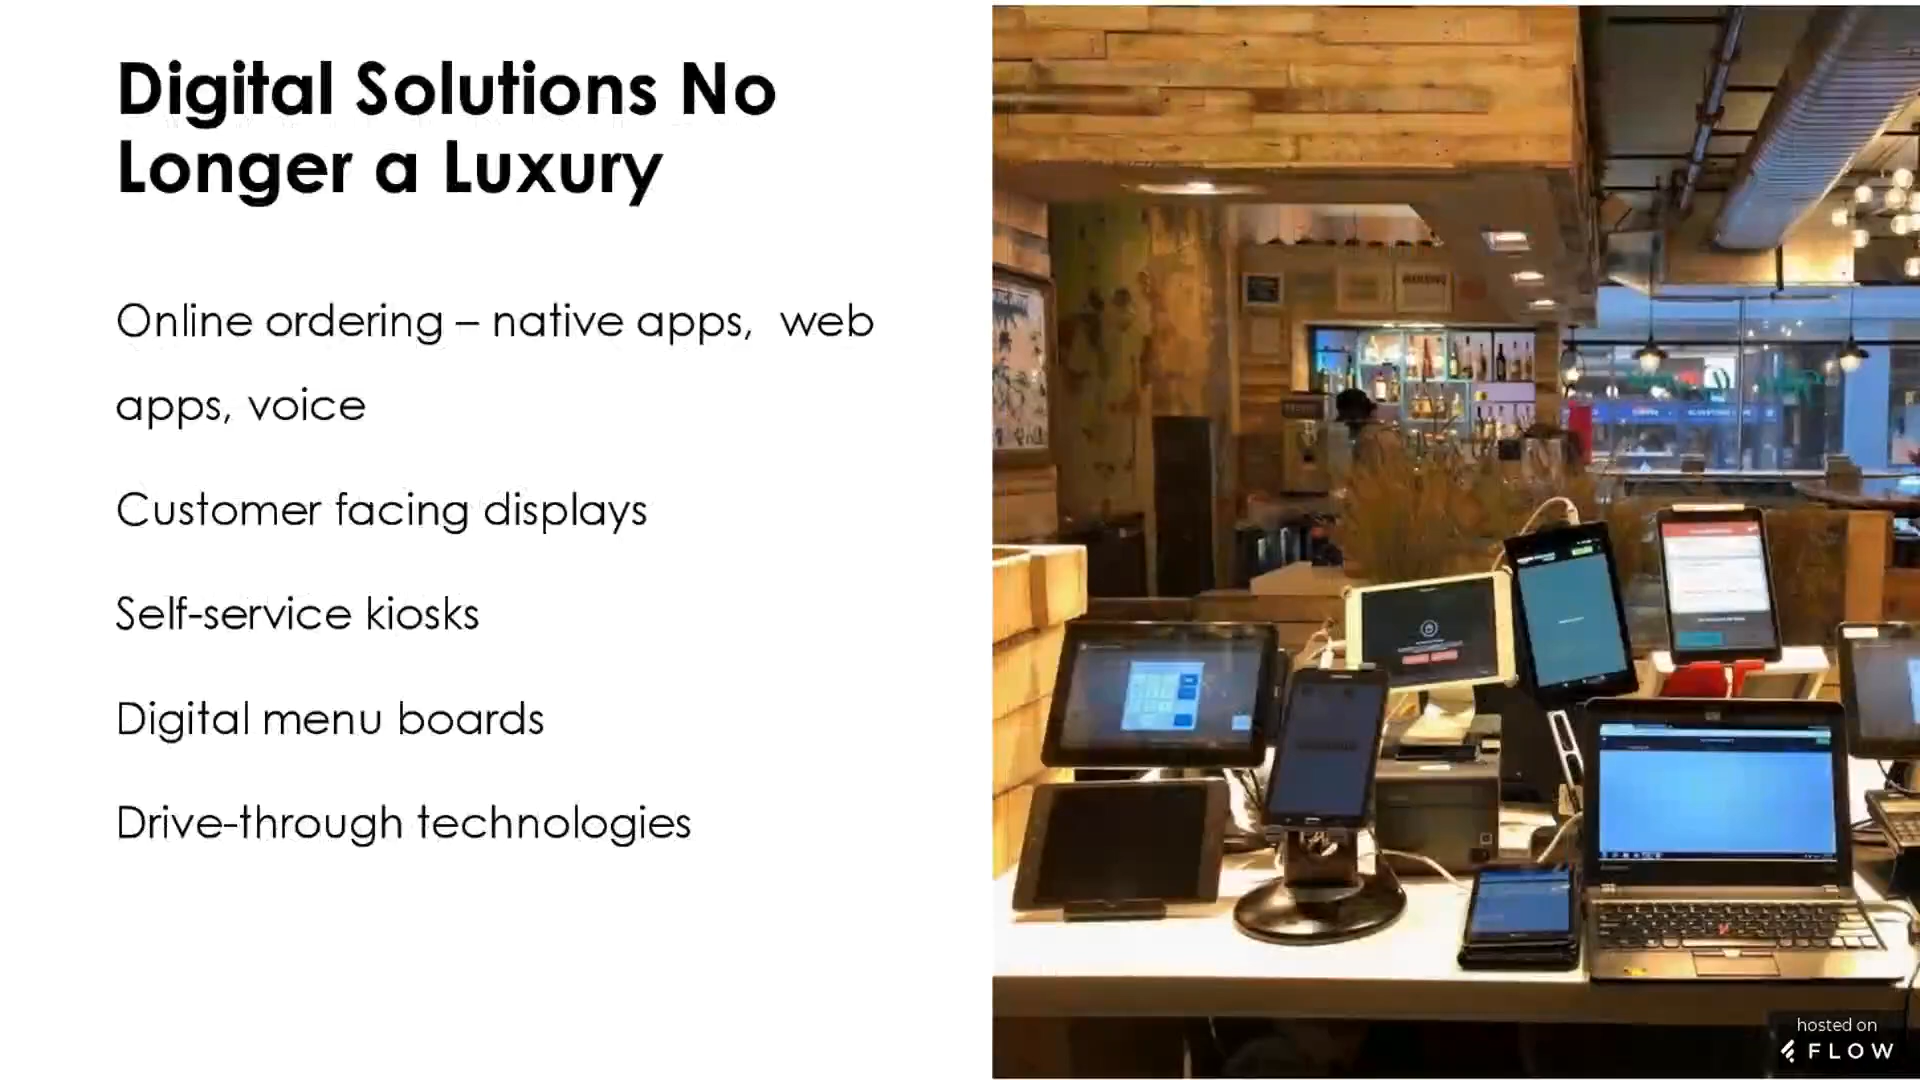 Digital Solutions No
Longer a Luxury
Online ordering – native apps,  web
apps, voice
Customer facing displays
Self-service kiosks
Digital menu boards
Drive-through technologies
hosted on
FLOW